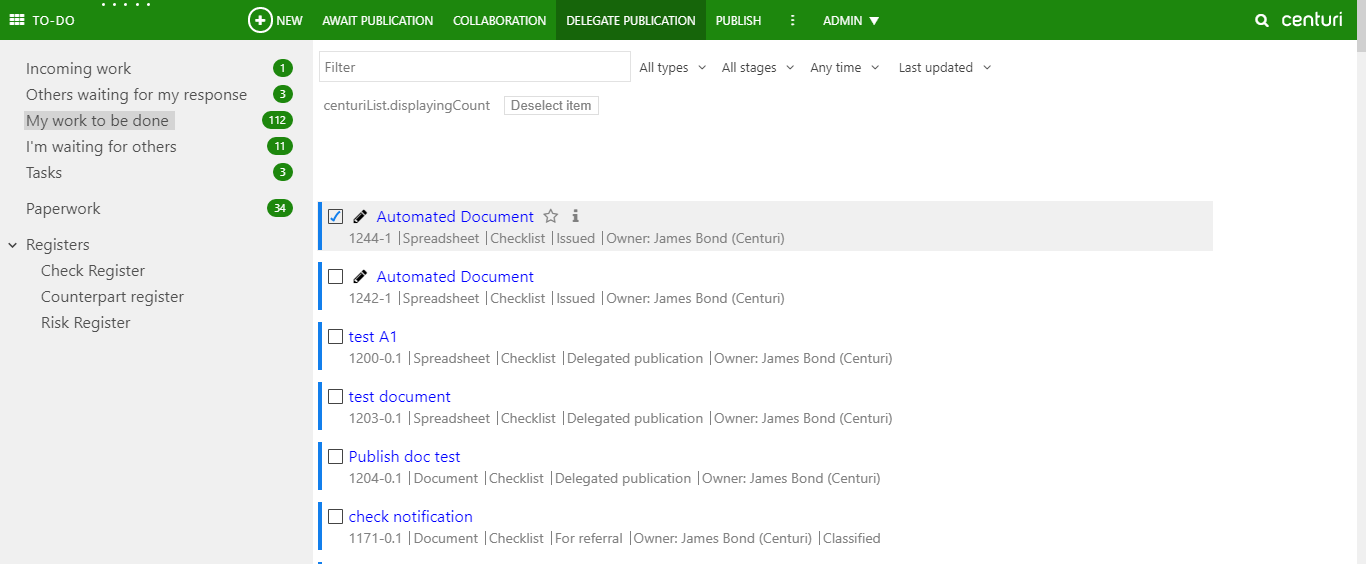 TO-DO NEW AWAIT PUBLICATION COLLABORATION DELEGATE PUBLICATION PUBLISH ADMIN centuri
Incoming work 1
Others waiting for my response 3
My work to be done 112
I'm waiting for others 11
Tasks 3
Paperwork 34
Registers
Check Register
Counterpart register
Risk Register
Filter All types All stages Any time Last updated
centuriList.displayingCount Deselect item
Automated Document
1244-1 |Spreadsheet |Checklist |Issued |Owner: James Bond (Centuri)
Automated Document
1242-1 |Spreadsheet |Checklist |Issued |Owner: James Bond (Centuri)
test A1
1200-0.1 |Spreadsheet |Checklist |Delegated publication |Owner: James Bond (Centuri)
test document
1203-0.1 |Spreadsheet |Checklist |Delegated publication |Owner: James Bond (Centuri)
Publish doc test
1204-0.1 |Document |Checklist |Delegated publication |Owner: James Bond (Centuri)
check notification
1171-0.1 |Document |Checklist |For referral |Owner: James Bond (Centuri) |Classified